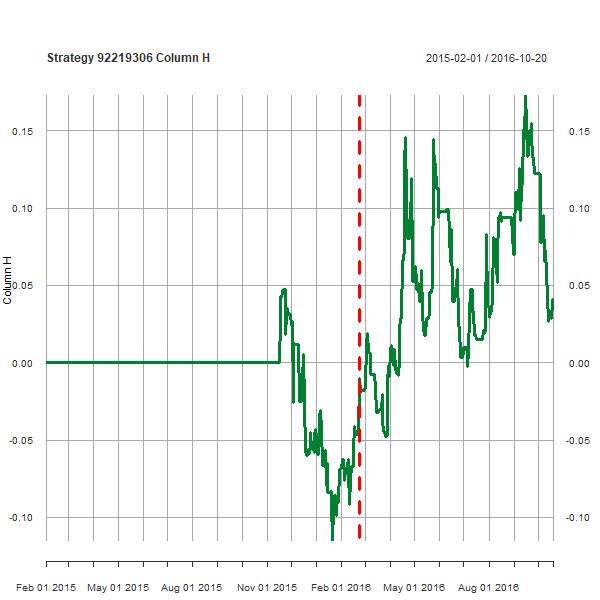 Strategy 92219306 Column H
2015-02-01 / 2016-10-20
Column H
0.15
0.10
0.05
0.00
-0.05
-0.10
0.15
0.10
0.05
0.00
-0.05
-0.10
Feb 01 2015
May 01 2015
Aug 01 2015
Nov 01 2015
Feb 01 2016
May 01 2016
Aug 01 2016